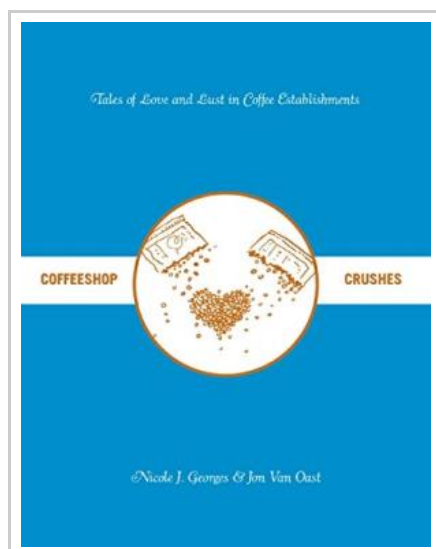 Tales of Love and Lust in Coffee Establishments
COFFEESHOP CRUSHES
Nicole J. Georges & Jon Van Oast